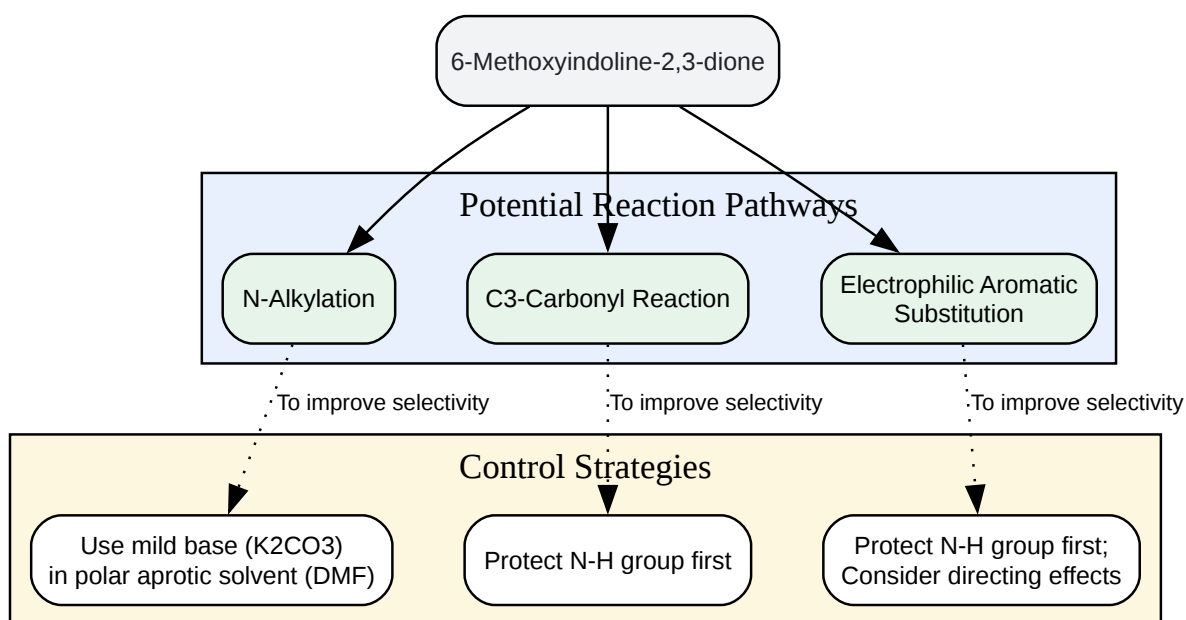 6-Methoxyindoline-2,3-dione
Potential Reaction Pathways
N-Alkylation
C3-Carbonyl Reaction
Electrophilic Aromatic
Substitution
To improve selectivity
To improve selectivity
To improve selectivity
Control Strategies
Use mild base (K2CO3)
in polar aprotic solvent (DMF)
Protect N-H group first
Protect N-H group first;
Consider directing effects